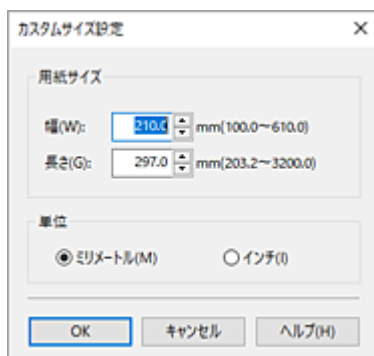 カスタムサイズ設定
用紙サイズ
幅(W): 210.0 mm(100.0～610.0)
長さ(G): 297.0 mm(203.2～3200.0)
単位
ミリメートル(M) インチ(I)
OK キャンセル ヘルプ(H)